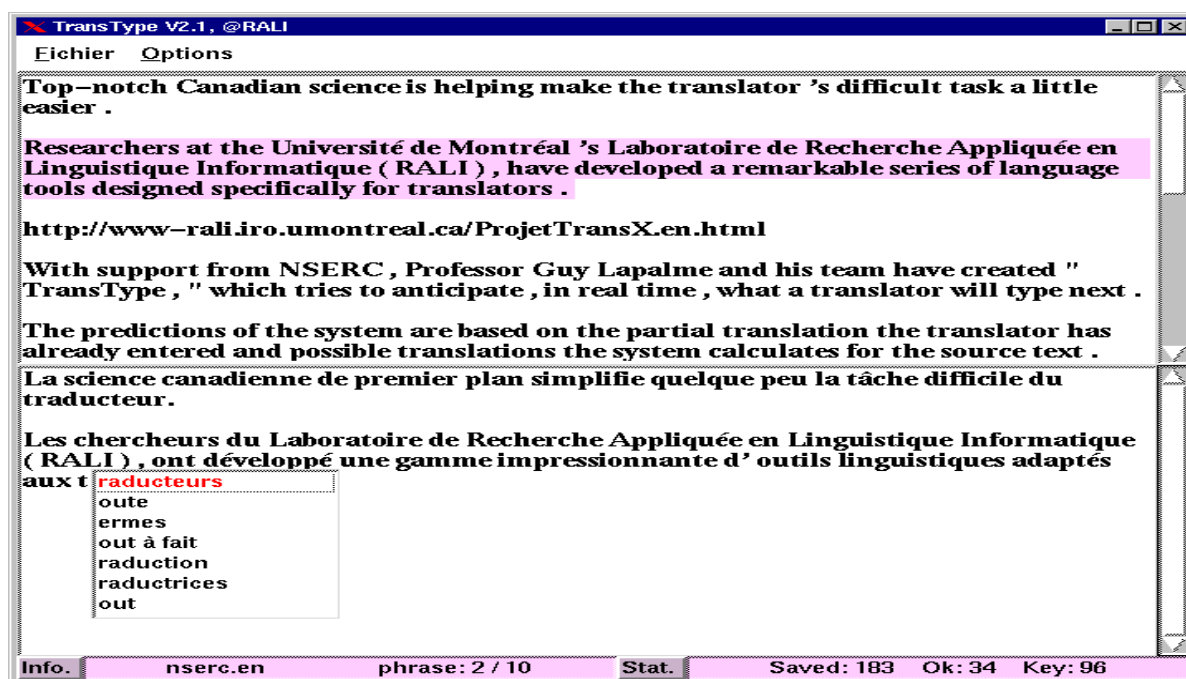 TransType V2.1, @RALI
Fichier Options
Top-notch Canadian science is helping make the translator 's difficult task a little
easier .
Researchers at the Université de Montréal 's Laboratoire de Recherche Appliquée en
Linguistique Informatique ( RALI ) , have developed a remarkable series of language
tools designed specifically for translators .
http://www-rali.iro.umontreal.ca/ProjetTransX.en.html
With support from NSERC , Professor Guy Lapalme and his team have created "
TransType , " which tries to anticipate , in real time , what a translator will type next .
The predictions of the system are based on the partial translation the translator has
already entered and possible translations the system calculates for the source text .
La science canadienne de premier plan simplifie quelque peu la tâche difficile du
traducteur.
Les chercheurs du Laboratoire de Recherche Appliquée en Linguistique Informatique
( RALI ) , ont développé une gamme impressionnante d' outils linguistiques adaptés
aux t raducteurs
oute
ermes
out à fait
raduction
raductrices
out
Info. nserc.en phrase: 2 / 10 Stat. Saved: 183 Ok: 34 Key: 96